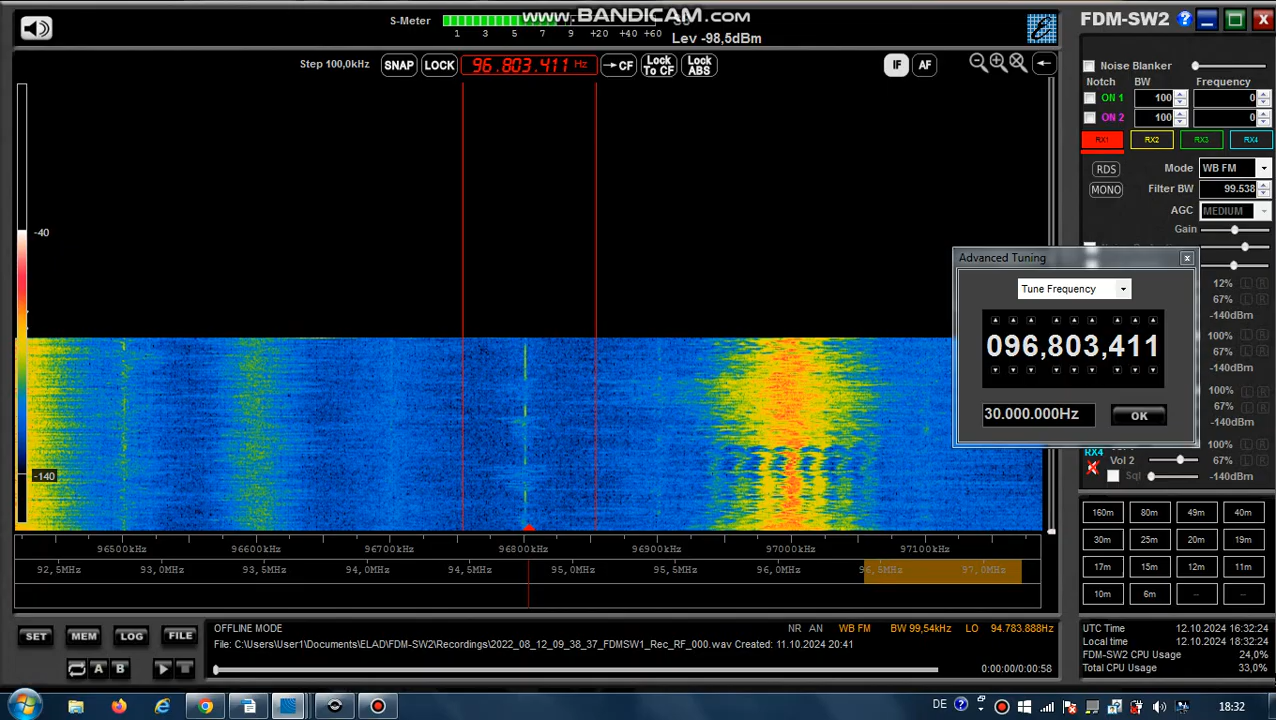 www.BANDICAM.com
S-Meter
1 3 5 7 9 +20 +40 +60
Lev -98,5dBm
FDM-SW2
Step 100,0kHz SNAP LOCK 96.803.411 Hz →CF Lock To CF Lock ABS IF AF
Noise Blanker
Notch BW Frequency
ON 1 100 0
ON 2 100 0
RX1 RX2 RX3 RX4
RDS Mode WB FM
MONO Filter BW 99.538
AGC MEDIUM
Gain
-40
-140
Advanced Tuning
Tune Frequency
096,803,411
30.000.000Hz OK
12%
67%
-140dBm
100%
67%
-140dBm
100%
67%
-140dBm
100%
RX4
Vol 2 67%
Sql -140dBm
96500kHz 96600kHz 96700kHz 96800kHz 96900kHz 97000kHz 97100kHz
92,5MHz 93,0MHz 93,5MHz 94,0MHz 94,5MHz 95,0MHz 95,5MHz 96,0MHz 96,5MHz 97,0MHz
160m 80m 49m 40m
30m 25m 20m 19m
17m 15m 12m 11m
10m 6m -- --
SET MEM LOG FILE
A B
OFFLINE MODE NR AN WB FM BW 99,54kHz LO 94.783.888Hz
File: C:\Users\User1\Documents\ELAD\FDM-SW2\Recordings\2022_08_12_09_38_37_FDMSW1_Rec_RF_000.wav Created: 11.10.2024 20:41
0:00:00/0:00:58
UTC Time 12.10.2024 16:32:24
Local time 12.10.2024 18:32:24
FDM-SW2 CPU Usage 24,0%
Total CPU Usage 33,0%
DE
18:32